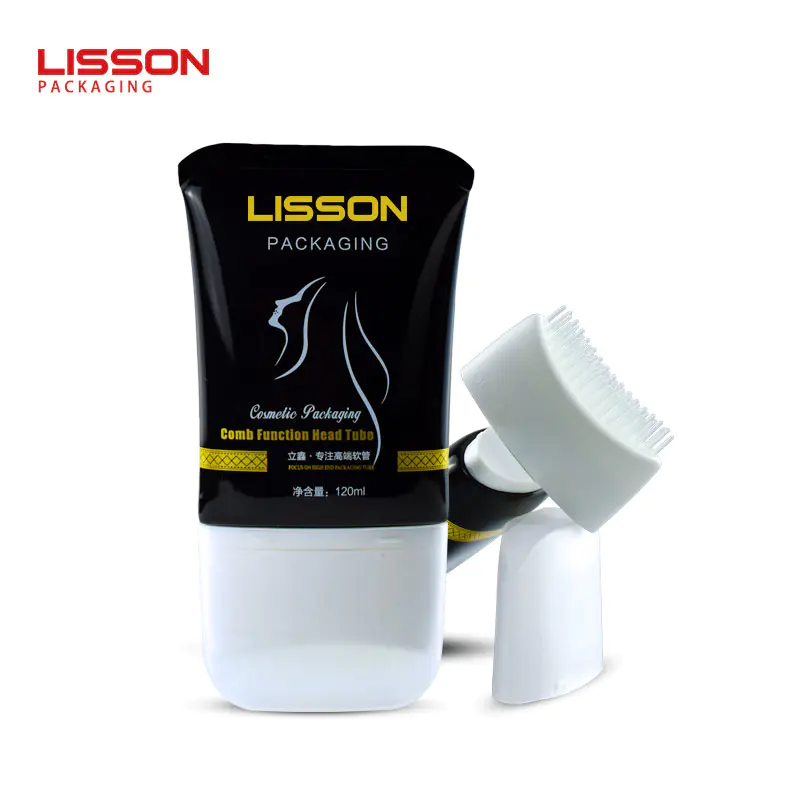 LISSON
PACKAGING
LISSON
PACKAGING
Cosmetic Packaging
Comb Function Head Tube
立鑫·专注高端软管
FOCUS ON HIGH END PACKAGING TUBE
净含量：120ml